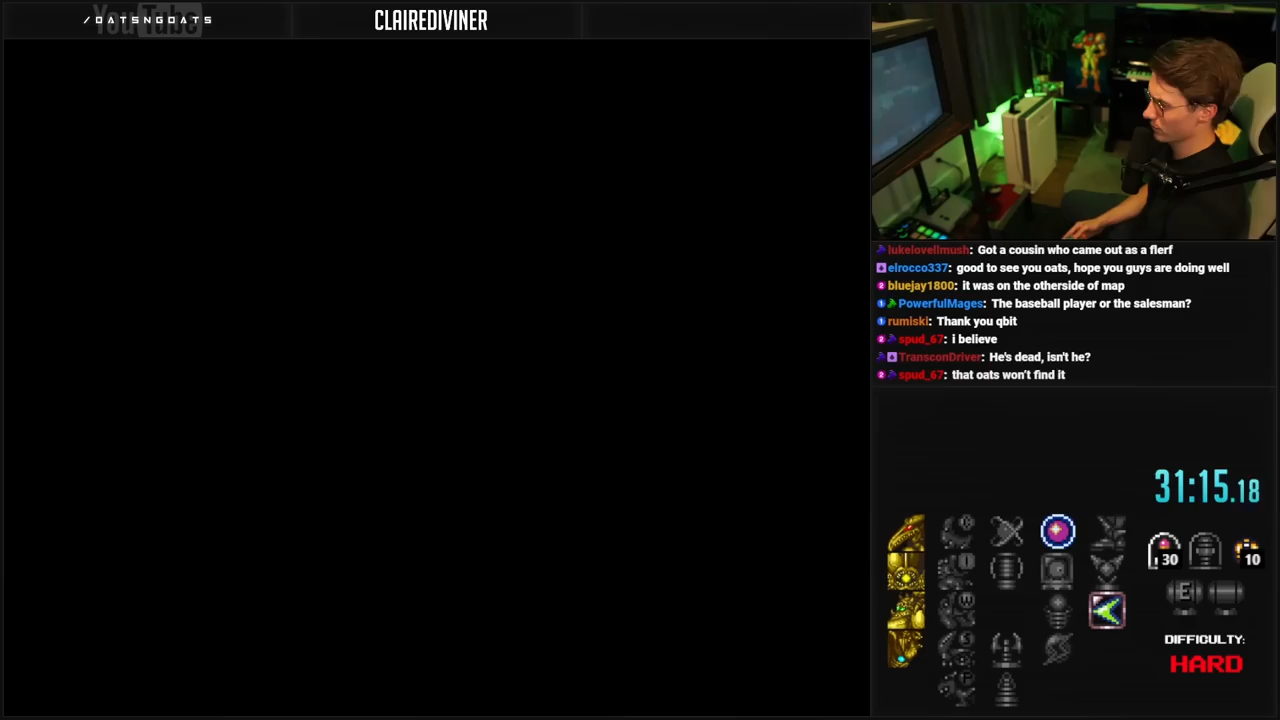 YouTube
/OATSNGOATS
CLAIREDIVINER
lukelovellmush: Got a cousin who came out as a flerf
elrocco337: good to see you oats, hope you guys are doing well
bluejay1800: it was on the otherside of map
PowerfulMages: The baseball player or the salesman?
rumiski: Thank you qbit
spud_67: i believe
TransconDriver: He's dead, isn't he?
spud_67: that oats won't find it
31:15.18
30
10
E
DIFFICULTY:
HARD